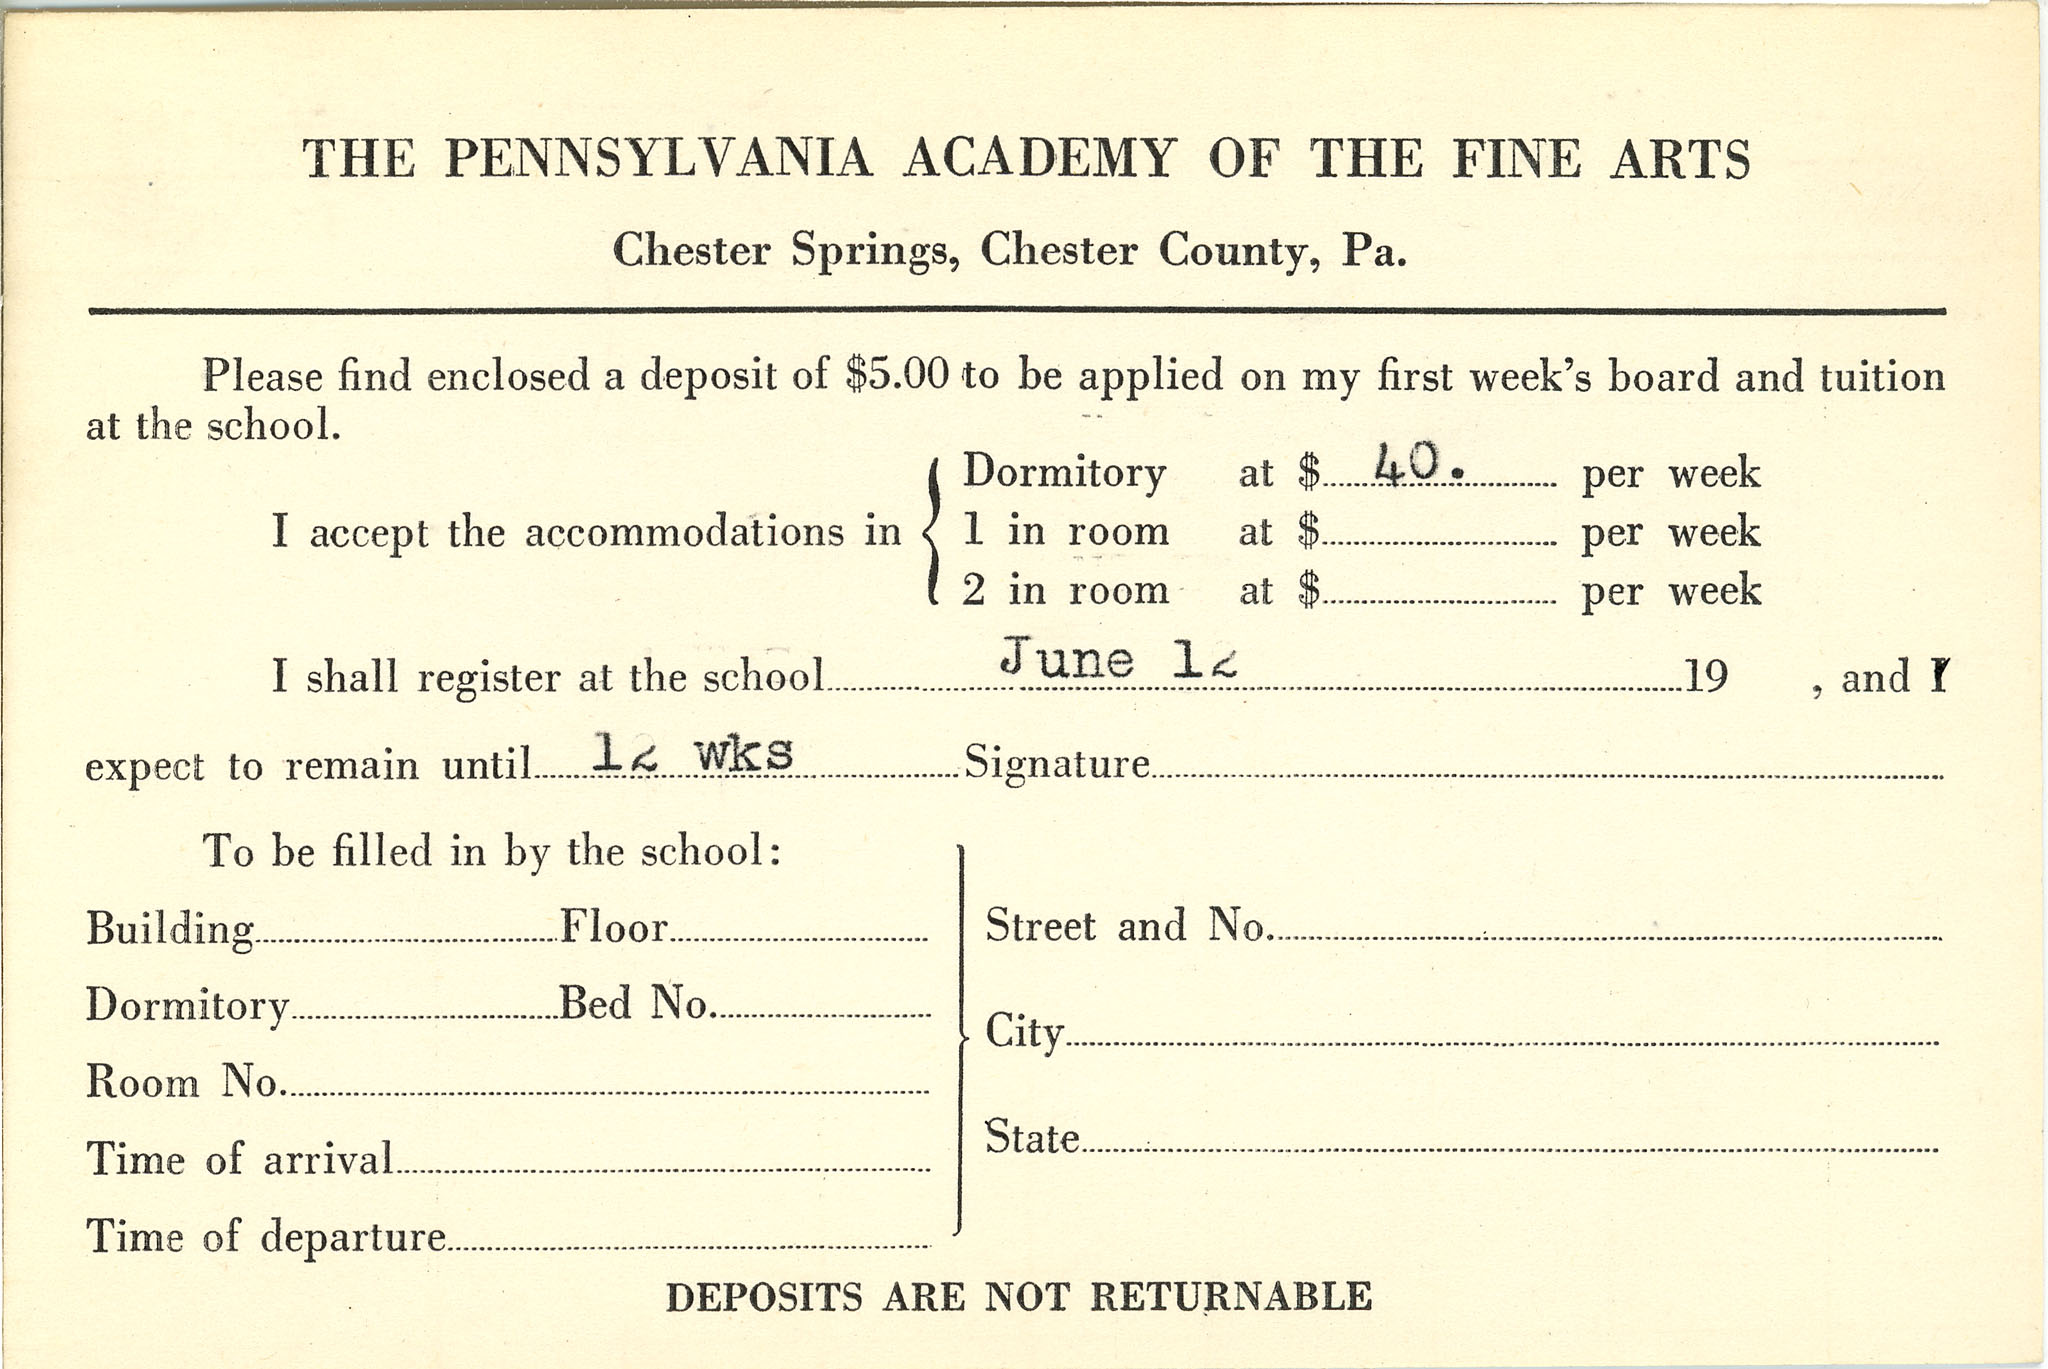 THE PENNSYLVANIA ACADEMY OF THE FINE ARTS
Chester Springs, Chester County, Pa.
Please find enclosed a deposit of $5.00 to be applied on my first week's board and tuition
at the school.
I accept the accommodations in
Dormitory at $ 40. per week
1 in room at $ per week
2 in room at $ per week
I shall register at the school June 12 19 , and I
expect to remain until 12 wks Signature
To be filled in by the school:
Building Floor
Dormitory Bed No.
Room No.
Time of arrival
Time of departure
Street and No.
City
State
DEPOSITS ARE NOT RETURNABLE